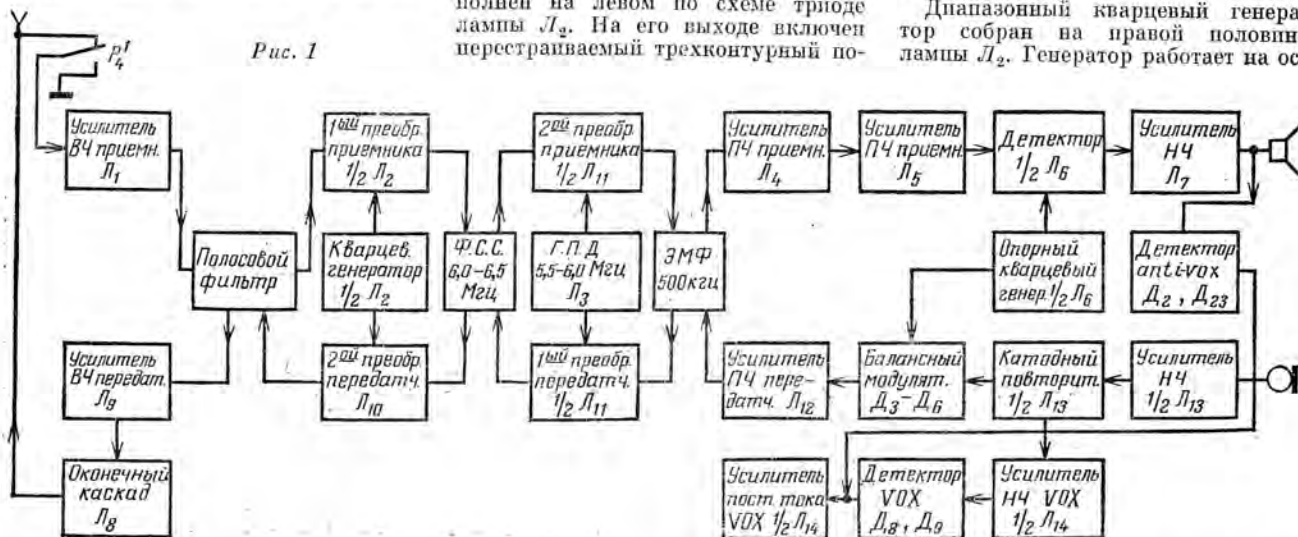 полнен на левом по схеме триоде
лампы Л₂. На его выходе включен
перестраиваемый трехконтурный по-
Диапазонный кварцевый генера
тор собран на правой половин
лампы Л₂. Генератор работает на ос
Рис. 1
Р₄¹
Усилитель
ВЧ приемн.
Л₁
1ый преобр.
приемника
1/2 Л₂
2ой преобр.
приемника
1/2 Л₁₁
Усилитель
ПЧ приемн.
Л₄
Усилитель
ПЧ приемн.
Л₅
Детектор
1/2 Л₆
Усилитель
НЧ
Л₇
Полосовой
фильтр
Кварцев.
генератор
1/2 Л₂
Ф.С.С.
6,0–6,5
Мгц
Г.П.Д
5,5-6,0 Мгц
Л₃
ЭМФ
500кгц
Опорный
кварцевый
генер. 1/2 Л₆
Детектор
anti-vox
Д₂, Д₂₃
Усилитель
ВЧ передат.
Л₉
2ой преобр.
передатч.
Л₁₀
1ый преобр.
передатч.
1/2 Л₁₁
Усилитель
ПЧ пере-
датч. Л₁₂
Балансный
модулят.
Д₃–Д₆
Катодный
повторит.
1/2 Л₁₃
Усилитель
НЧ
1/2 Л₁₃
Оконечный
каскад
Л₈
Усилитель
пост. тока
VOX 1/2 Л₁₄
Детектор
VOX
Д₈, Д₉
Усилитель
НЧ VOX
1/2 Л₁₄